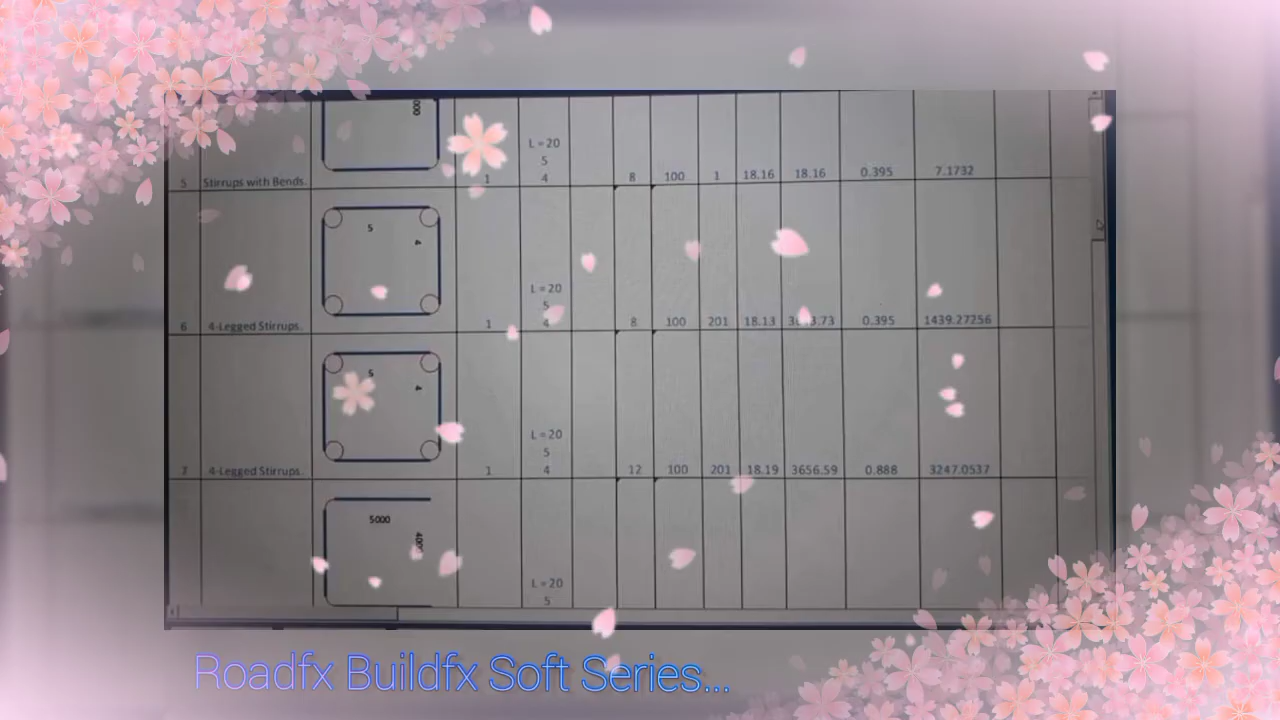 000
L = 20
5
4
5 Stirrups with Bends. 1 8 100 1 18.16 18.16 0.395 7.1732
5
4
L = 20
5
4
6 4-Legged Stirrups. 1 8 100 201 18.13 0.395 1439.27256
5
4
L = 20
5
4
7 4-Legged Stirrups. 1 12 100 201 18.19 3656.59 0.888 3247.0537
5000
L = 20
5
Roadfx Buildfx Soft Series...